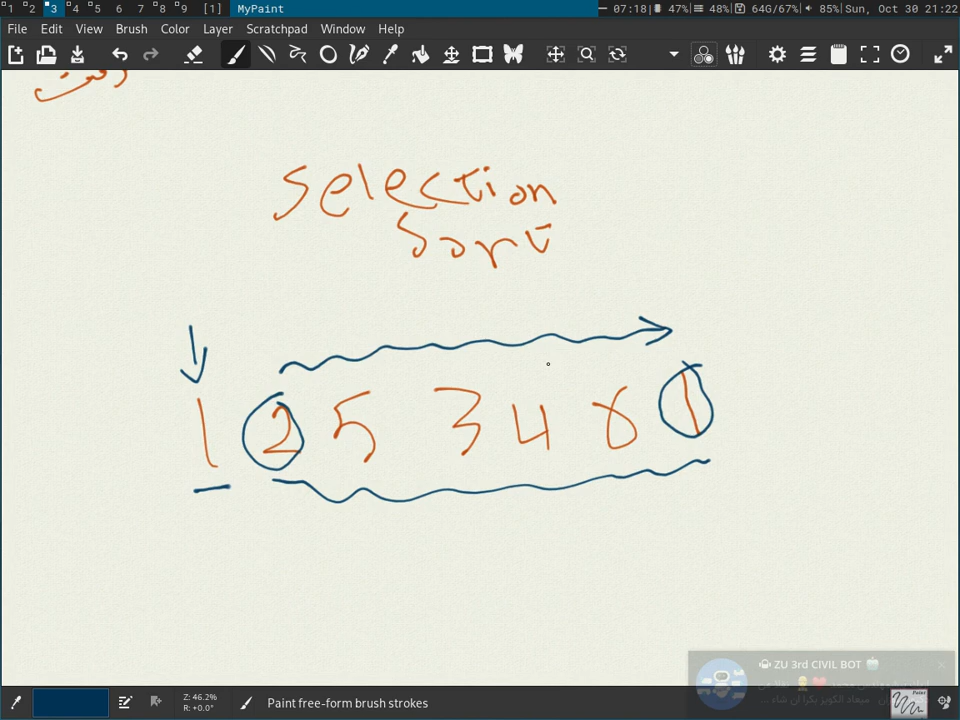 1 2 3 4 5 6 7 8 9 [1] MyPaint 07:18 47% 48% 64G/67% 85% Sun, Oct 30 21:22
File Edit View Brush Color Layer Scratchpad Window Help
Selection
Sort
1 2 5 3 4 8 1
ZU 3rd CIVIL BOT
Z: 46.2%
R: +0.0°
Paint free-form brush strokes